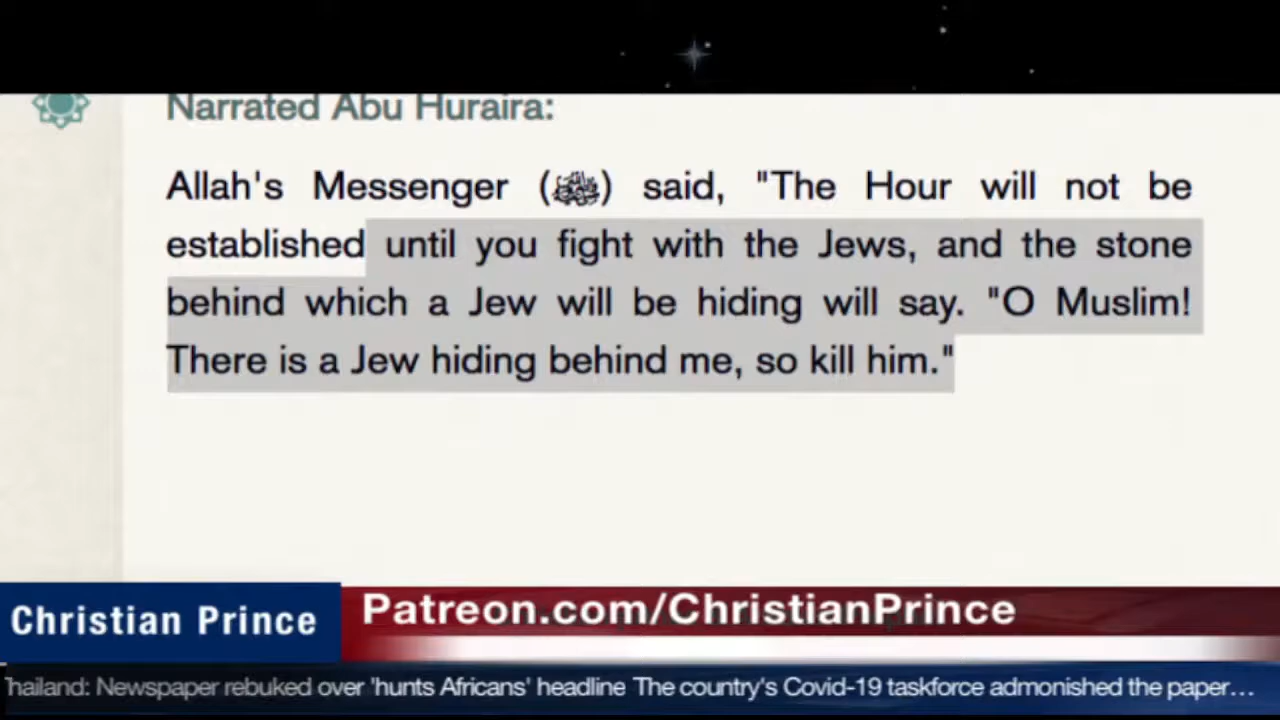 Narrated Abu Huraira:
Allah's Messenger (ﷺ) said, "The Hour will not be
established until you fight with the Jews, and the stone
behind which a Jew will be hiding will say. "O Muslim!
There is a Jew hiding behind me, so kill him."
Christian Prince
Patreon.com/ChristianPrince
Thailand: Newspaper rebuked over 'hunts Africans' headline The country's Covid-19 taskforce admonished the paper...